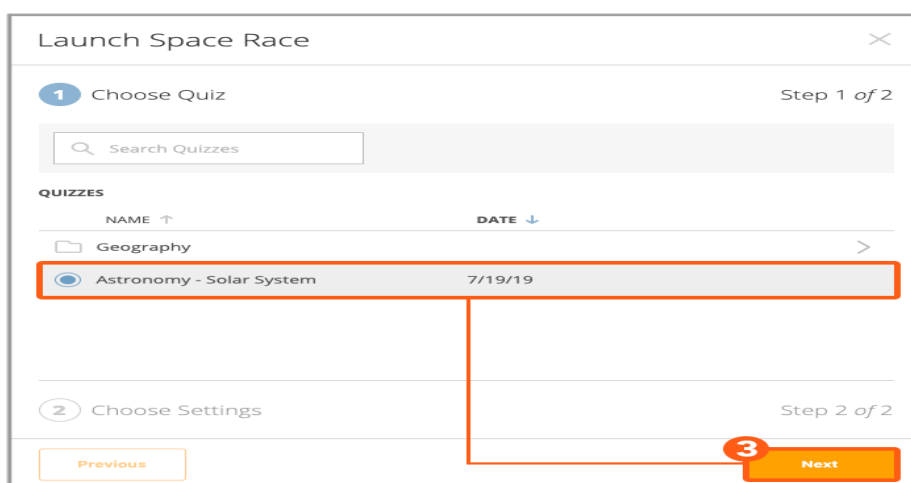 Launch Space Race
1 Choose Quiz Step 1 of 2
Search Quizzes
QUIZZES
NAME ↑ DATE ↓
Geography
Astronomy - Solar System 7/19/19
2 Choose Settings Step 2 of 2
3
Previous Next